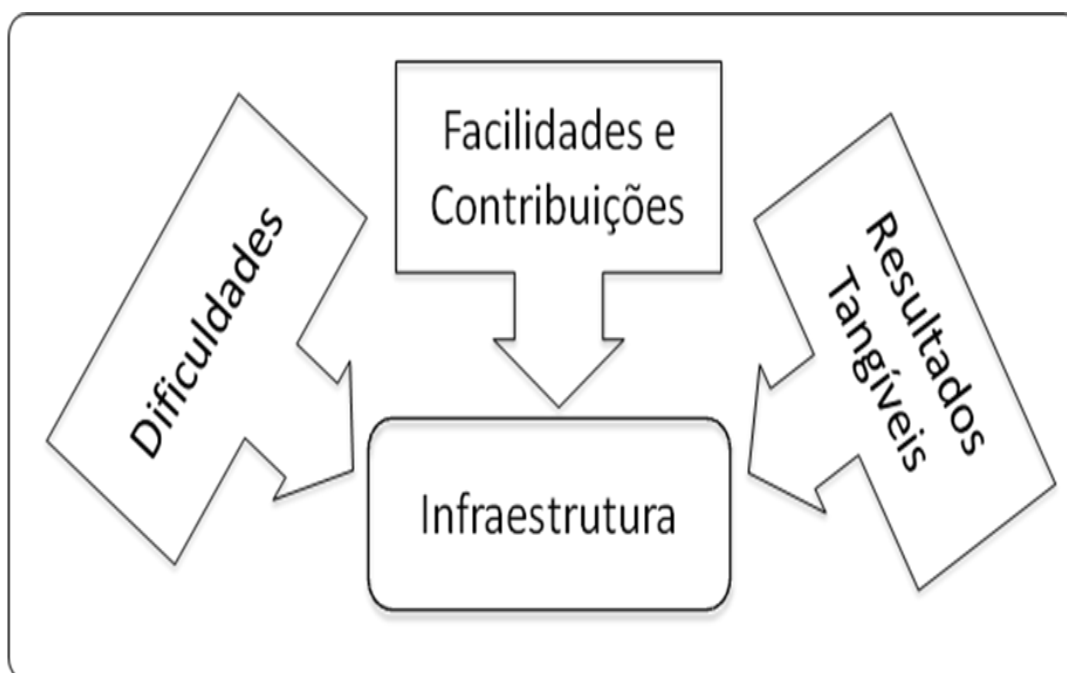 Facilidades e
Contribuições
Dificuldades
Resultados
Tangíveis
Infraestrutura